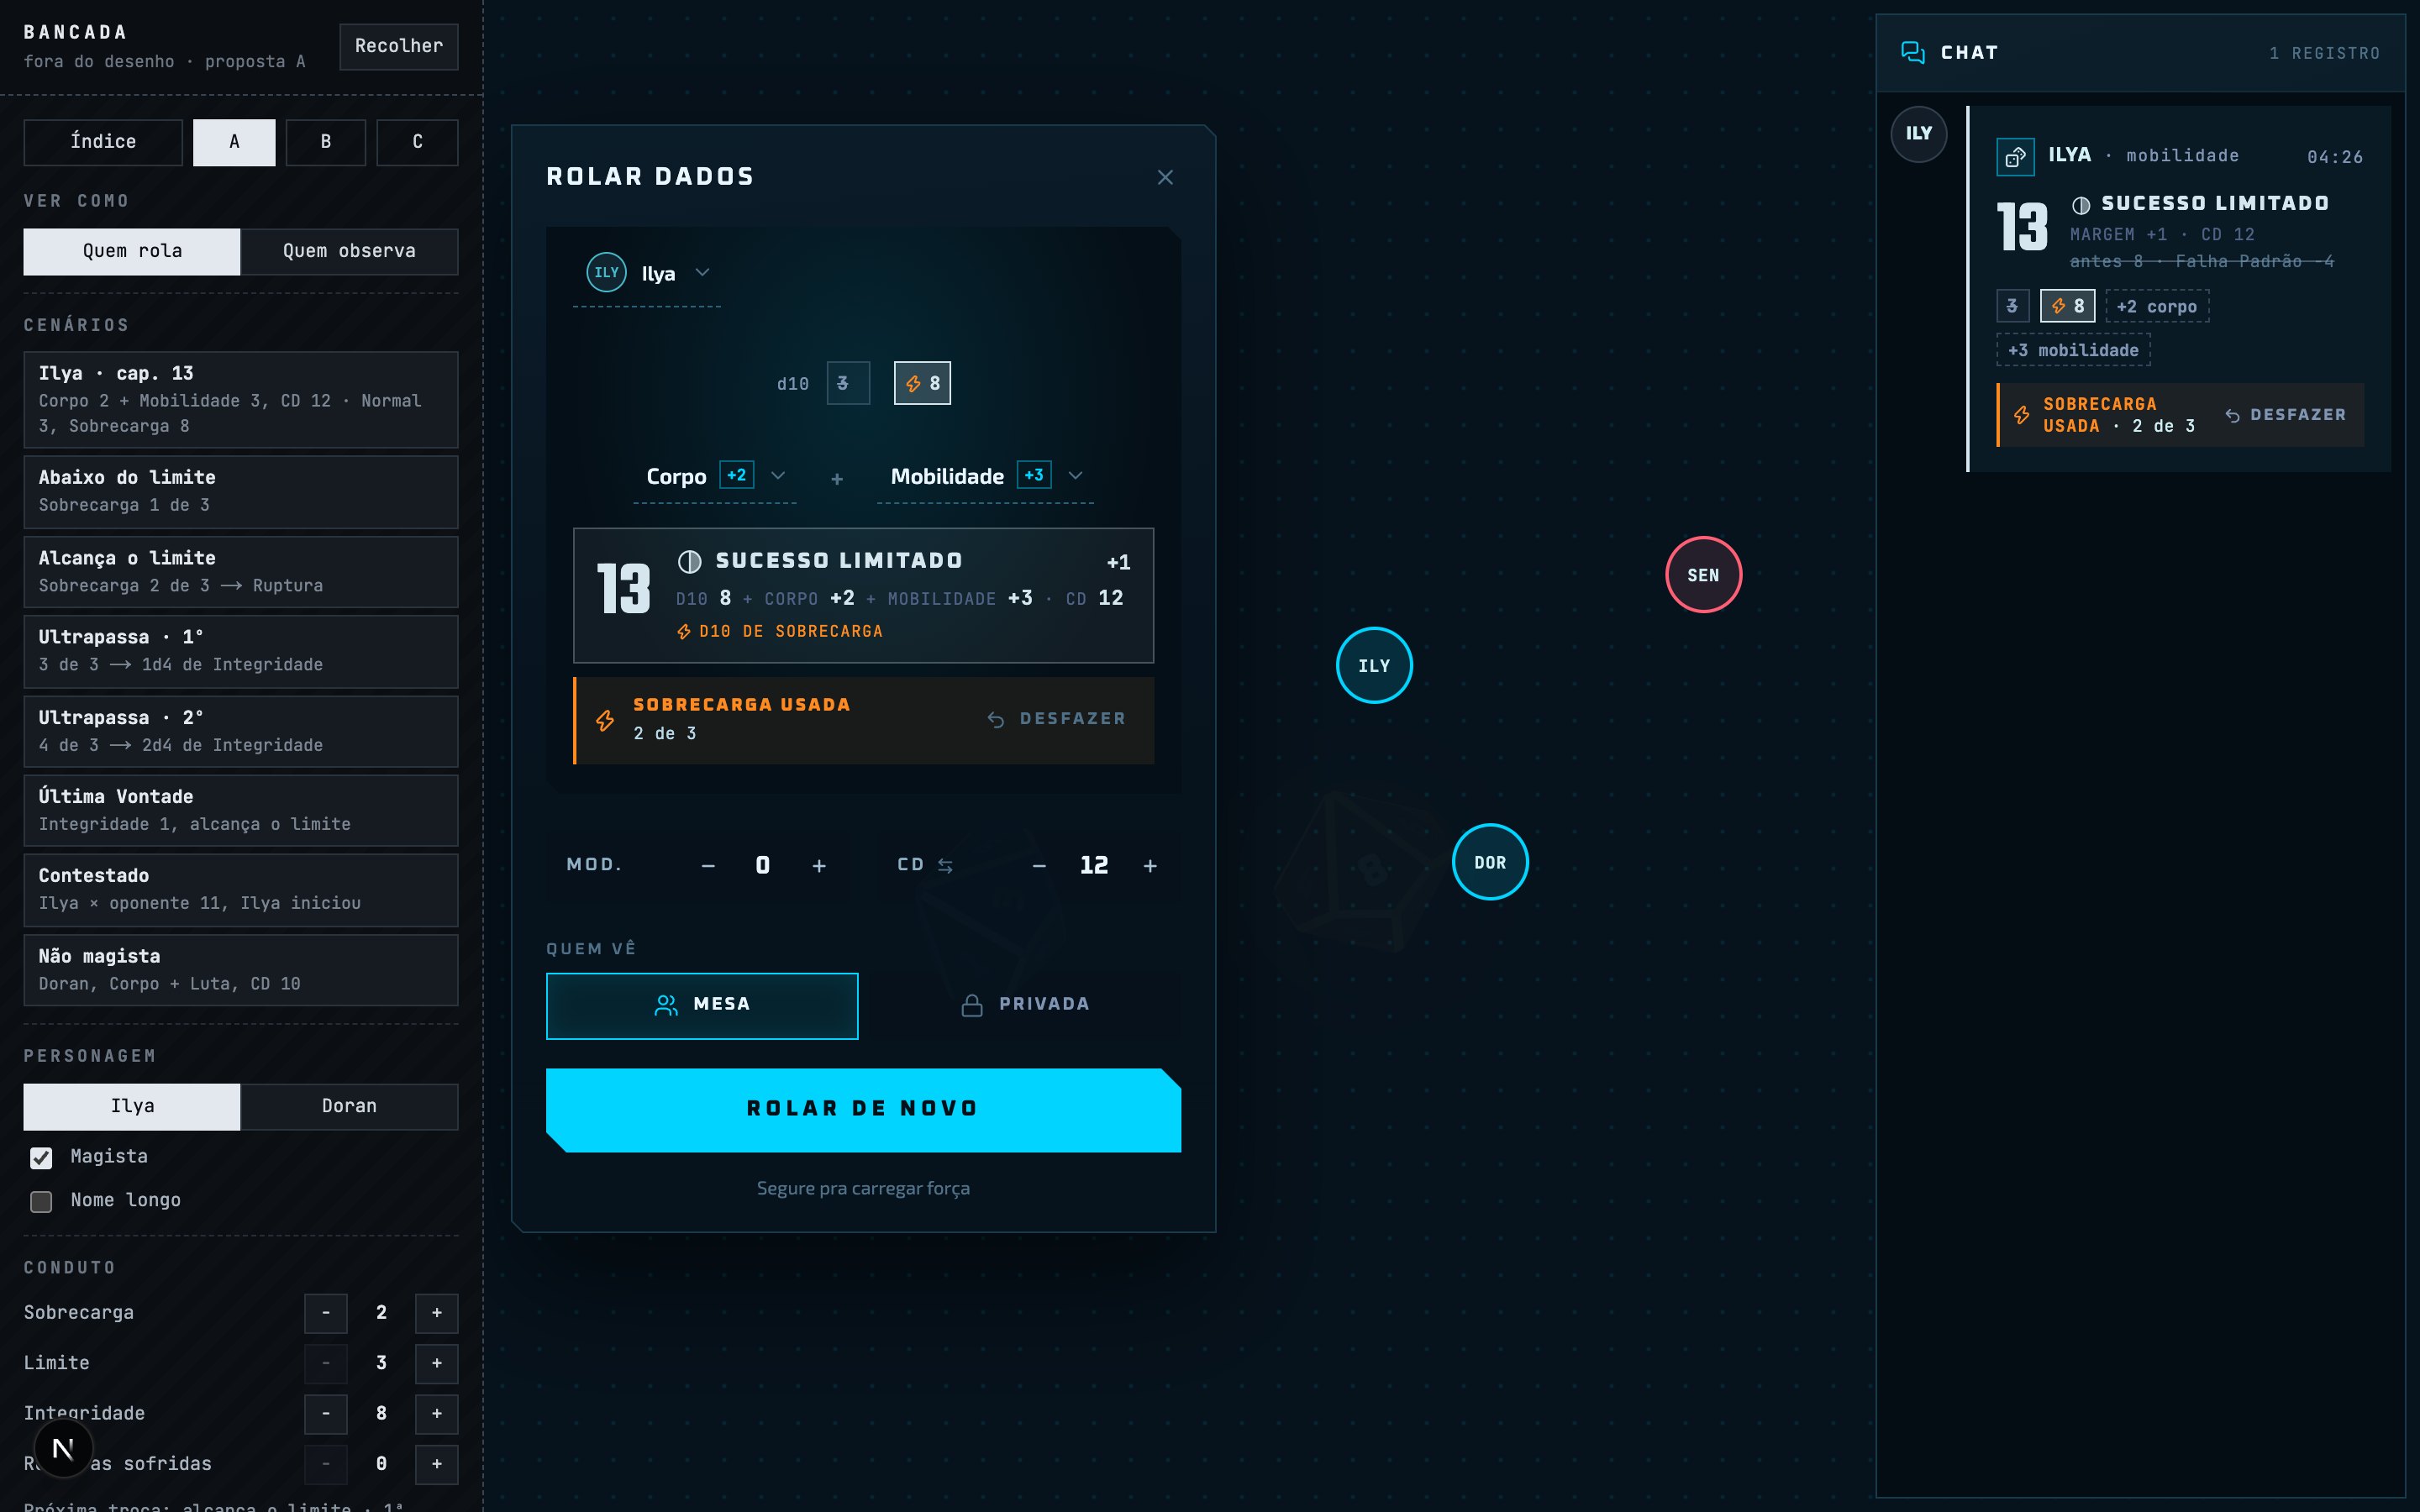 BANCADA
fora do desenho · proposta A
Recolher
Índice
A
B
C
VER COMO
Quem rola
Quem observa
CENÁRIOS
Ilya · cap. 13
Corpo 2 + Mobilidade 3, CD 12 · Normal
3, Sobrecarga 8
Abaixo do limite
Sobrecarga 1 de 3
Alcança o limite
Sobrecarga 2 de 3 → Ruptura
Ultrapassa · 1°
3 de 3 → 1d4 de Integridade
Ultrapassa · 2°
4 de 3 → 2d4 de Integridade
Última Vontade
Integridade 1, alcança o limite
Contestado
Ilya × oponente 11, Ilya iniciou
Não magista
Doran, Corpo + Luta, CD 10
PERSONAGEM
Ilya
Doran
Magista
Nome longo
CONDUTO
Sobrecarga
- 2 +
Limite
- 3 +
Integridade
- 8 +
as sofridas
- 0 +
Próxima troca: alcança o limite · 1ª
ROLAR DADOS
ILY Ilya
d10 3 8
Corpo +2 + Mobilidade +3
13 SUCESSO LIMITADO +1
D10 8 + CORPO +2 + MOBILIDADE +3 · CD 12
D10 DE SOBRECARGA
SOBRECARGA USADA
2 de 3
DESFAZER
MOD. − 0 +
CD − 12 +
QUEM VÊ
MESA
PRIVADA
ROLAR DE NOVO
Segure pra carregar força
8
SEN
ILY
DOR
CHAT
1 REGISTRO
ILY
ILYA · mobilidade 04:26
13 SUCESSO LIMITADO
MARGEM +1 · CD 12
antes 8 · Falha Padrão -4
3 8 +2 corpo
+3 mobilidade
SOBRECARGA
USADA · 2 de 3
DESFAZER